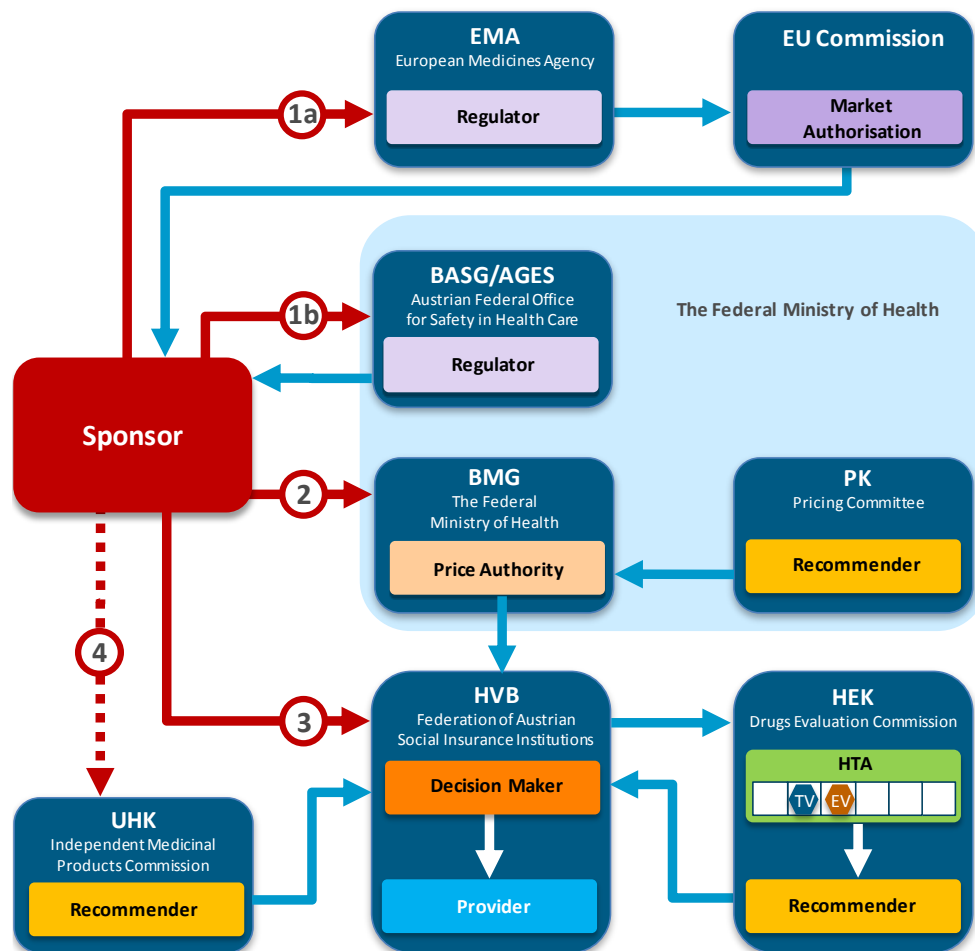 EMA
European Medicines Agency
Regulator
EU Commission
Market
Authorisation
1a
BASG/AGES
Austrian Federal Office
for Safety in Health Care
Regulator
The Federal Ministry of Health
1b
Sponsor
2
BMG
The Federal
Ministry of Health
Price Authority
PK
Pricing Committee
Recommender
4
3
HVB
Federation of Austrian
Social Insurance Institutions
Decision Maker
Provider
HEK
Drugs Evaluation Commission
HTA
TV
EV
Recommender
UHK
Independent Medicinal
Products Commission
Recommender